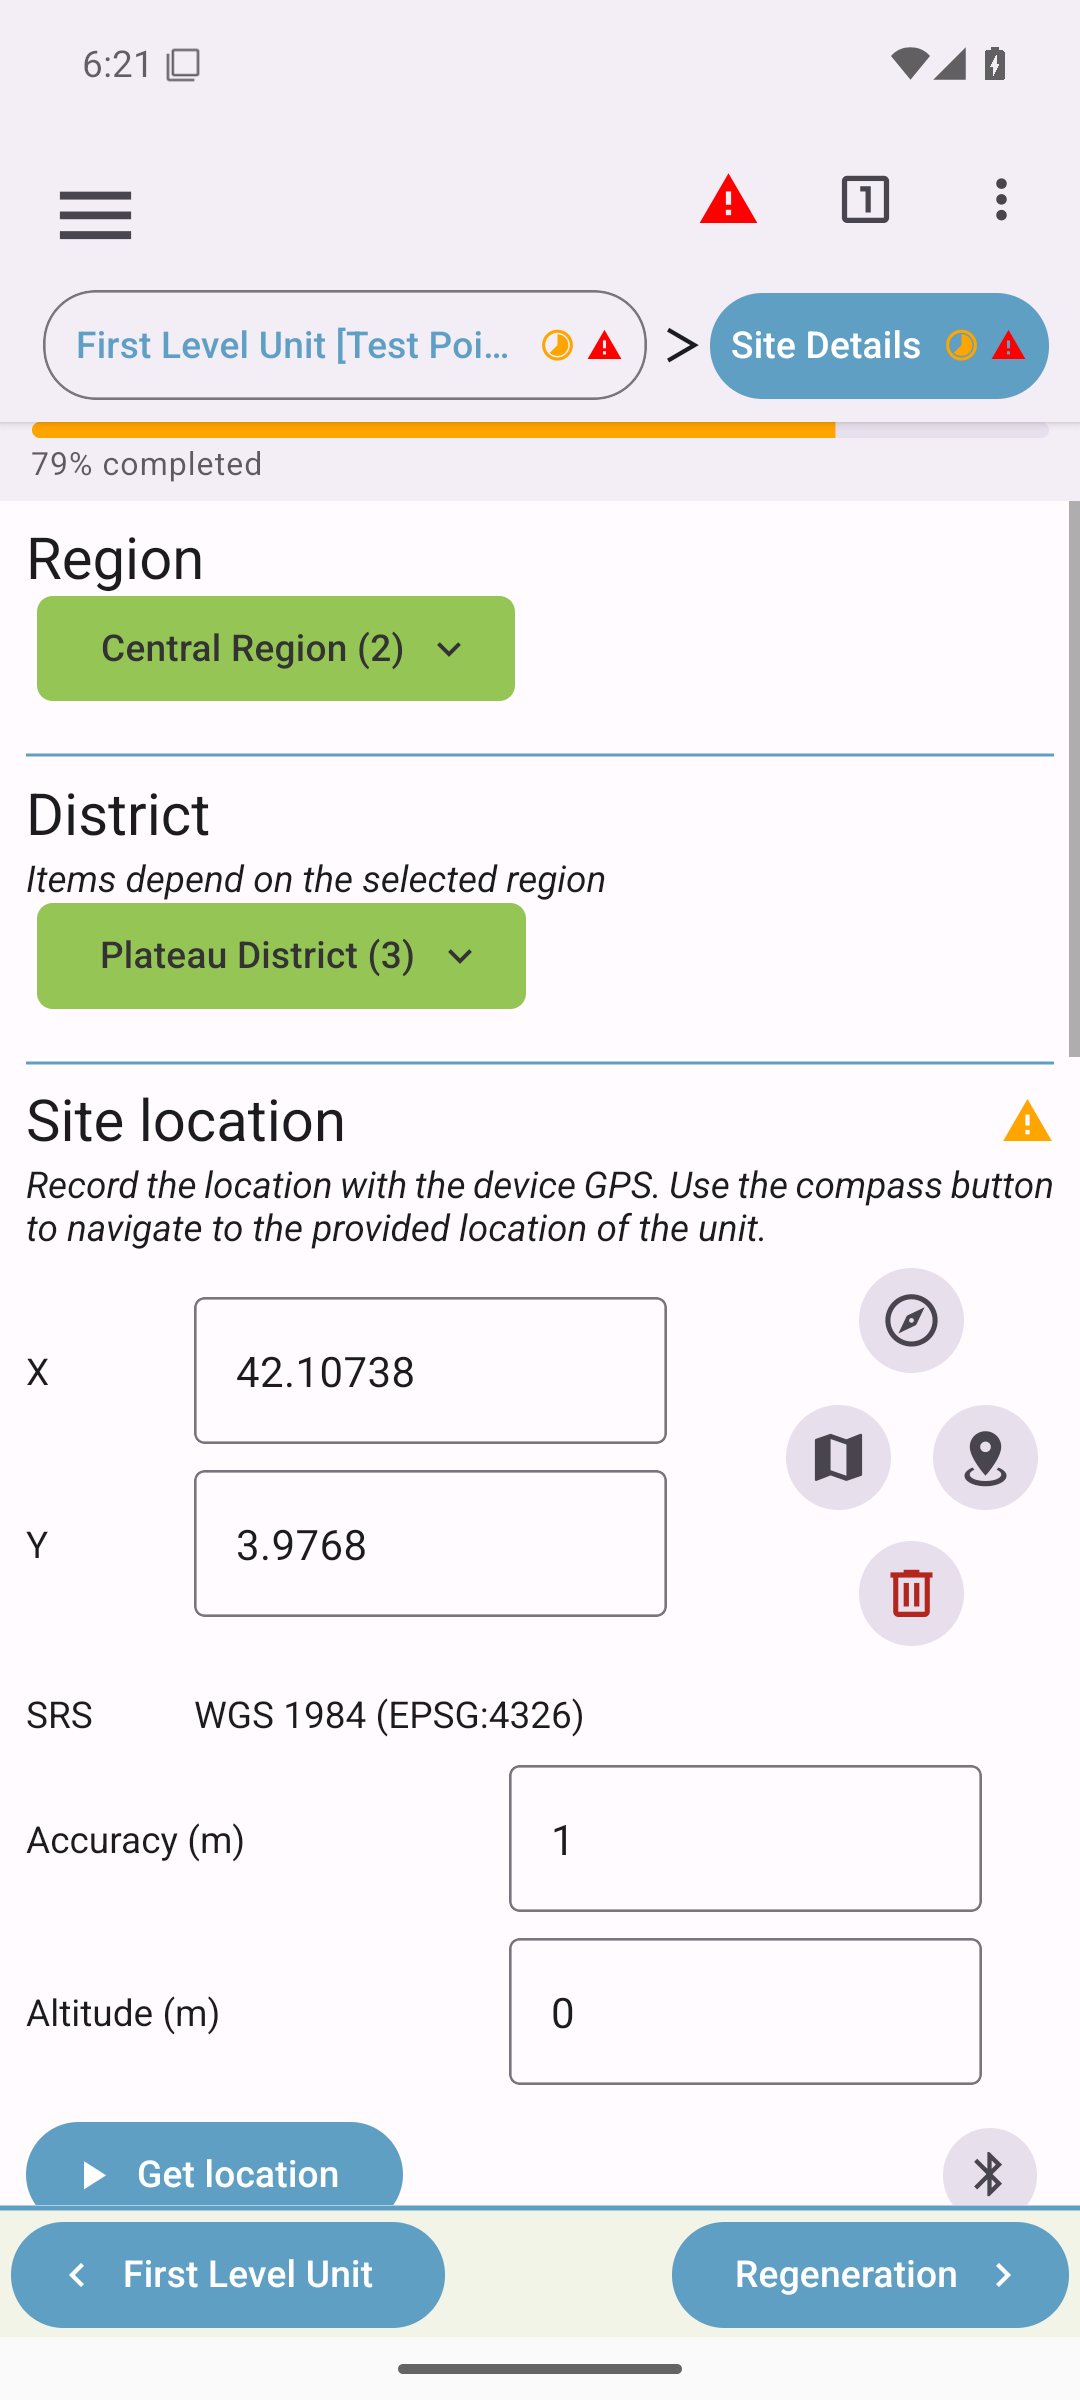 6:21
1
First Level Unit [Test Poi...
>
Site Details
79% completed
Region
Central Region (2)
District
Items depend on the selected region
Plateau District (3)
Site location
Record the location with the device GPS. Use the compass button
to navigate to the provided location of the unit.
X
42.10738
Y
3.9768
SRS
WGS 1984 (EPSG:4326)
Accuracy (m)
1
Altitude (m)
0
Get location
First Level Unit
Regeneration